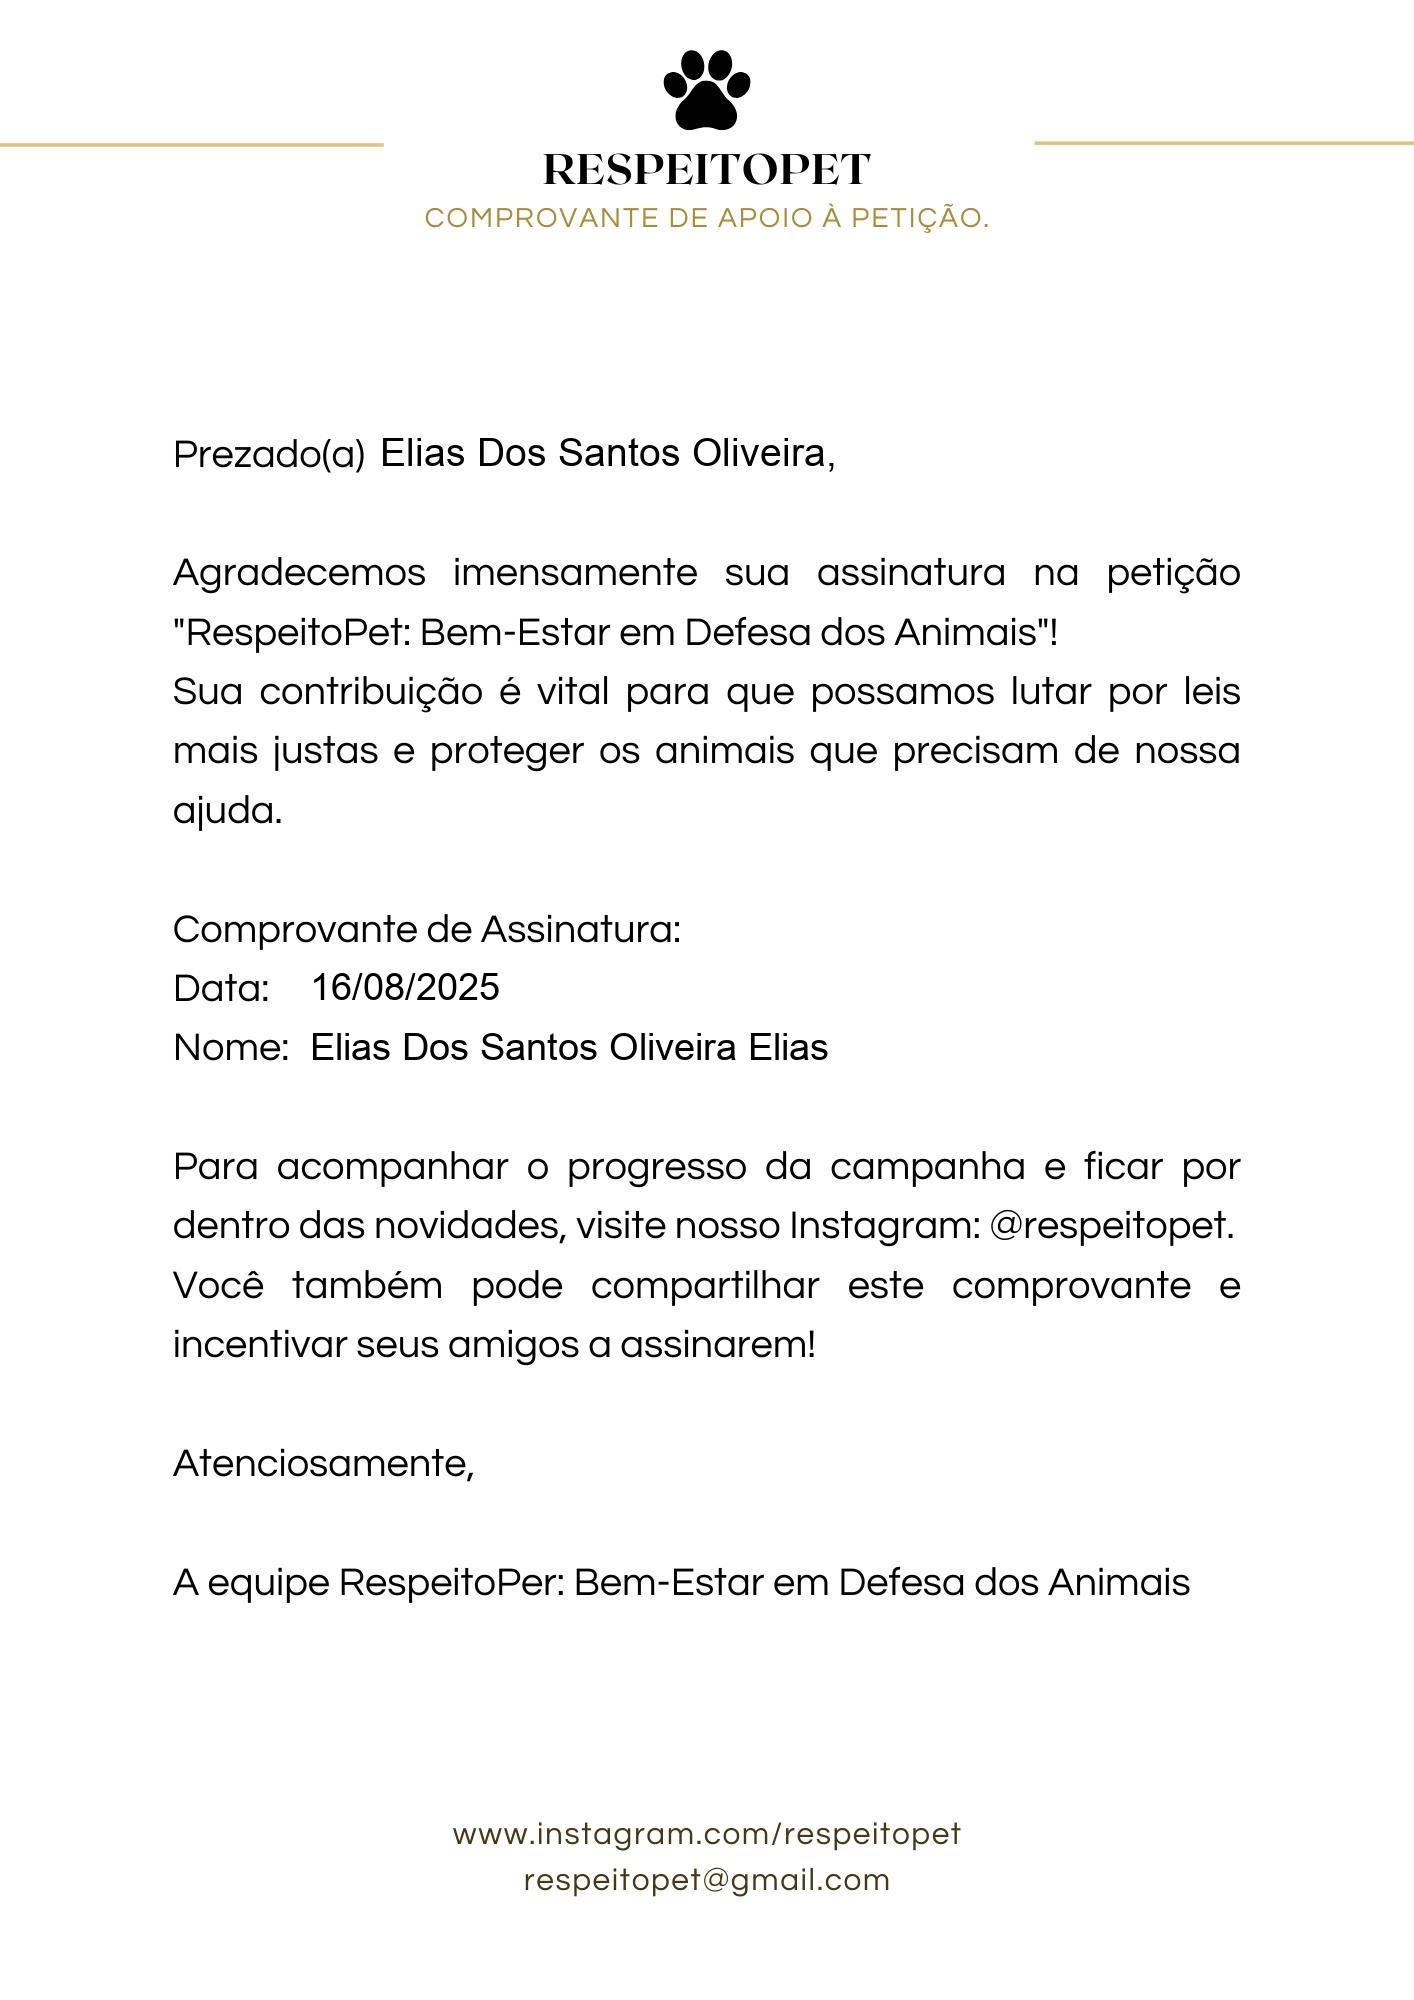 RESPEITOPET
COMPROVANTE DE APOIO À PETIÇÃO.
Prezado(a) Elias Dos Santos Oliveira,
Agradecemos imensamente sua assinatura na petição
"RespeitoPet: Bem-Estar em Defesa dos Animais"!
Sua contribuição é vital para que possamos lutar por leis
mais justas e proteger os animais que precisam de nossa
ajuda.
Comprovante de Assinatura:
Data: 16/08/2025
Nome: Elias Dos Santos Oliveira Elias
Para acompanhar o progresso da campanha e ficar por
dentro das novidades, visite nosso Instagram: @respeitopet.
Você também pode compartilhar este comprovante e
incentivar seus amigos a assinarem!
Atenciosamente,
A equipe RespeitoPer: Bem-Estar em Defesa dos Animais
www.instagram.com/respeitopet
respeitopet@gmail.com